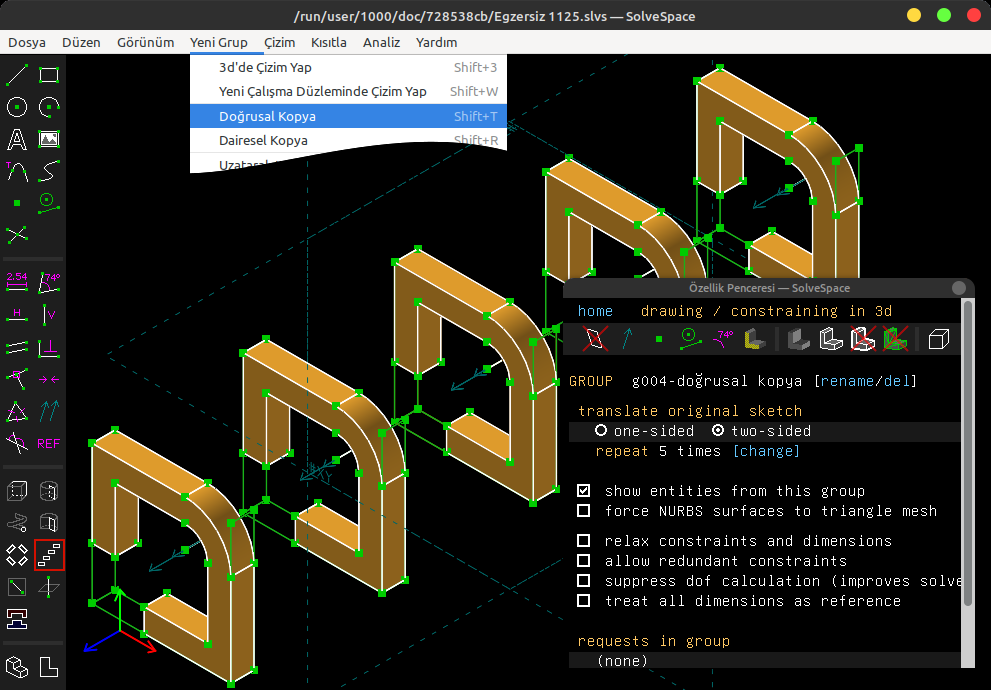 /run/user/1000/doc/728538cb/Egzersiz 1125.slvs — SolveSpace
Dosya Düzen Görünüm Yeni Grup Çizim Kısıtla Analiz Yardım
3d'de Çizim Yap Shift+3
Yeni Çalışma Düzleminde Çizim Yap Shift+W
Doğrusal Kopya Shift+T
Dairesel Kopya Shift+R
A
T
2.54 74°
H V
REF
Özellik Penceresi — SolveSpace
home drawing / constraining in 3d
74°
GROUP g004-doğrusal kopya [rename/del]
translate original sketch
one-sided two-sided
repeat 5 times [change]
show entities from this group
force NURBS surfaces to triangle mesh
relax constraints and dimensions
allow redundant constraints
suppress dof calculation (improves solve
treat all dimensions as reference
requests in group
(none)